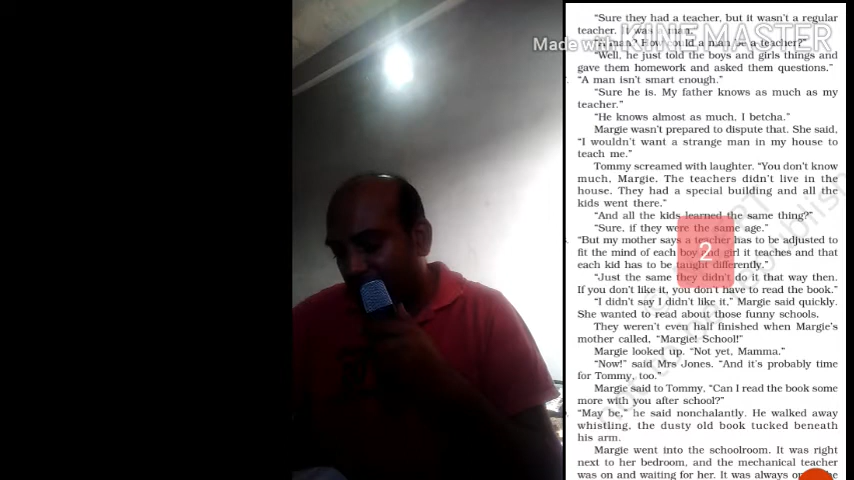 "Sure they had a teacher, but it wasn't a regular
teacher. It was a man."
Made with KINEMASTER
"A man? How could a man be a teacher?"
"Well, he just told the boys and girls things and
gave them homework and asked them questions."
"A man isn't smart enough."
"Sure he is. My father knows as much as my
teacher."
"He knows almost as much, I betcha."
Margie wasn't prepared to dispute that. She said,
"I wouldn't want a strange man in my house to
teach me."
Tommy screamed with laughter. "You don't know
much, Margie. The teachers didn't live in the
house. They had a special building and all the
kids went there."
"And all the kids learned the same thing?"
"Sure, if they were the same age."
"But my mother says a teacher has to be adjusted to
fit the mind of each boy and girl it teaches and that
2
each kid has to be taught differently."
"Just the same they didn't do it that way then.
If you don't like it, you don't have to read the book."
"I didn't say I didn't like it," Margie said quickly.
She wanted to read about those funny schools.
They weren't even half finished when Margie's
mother called, "Margie! School!"
Margie looked up. "Not yet, Mamma."
"Now!" said Mrs Jones. "And it's probably time
for Tommy, too."
Margie said to Tommy, "Can I read the book some
more with you after school?"
"May be," he said nonchalantly. He walked away
whistling, the dusty old book tucked beneath
his arm.
Margie went into the schoolroom. It was right
next to her bedroom, and the mechanical teacher
was on and waiting for her. It was always